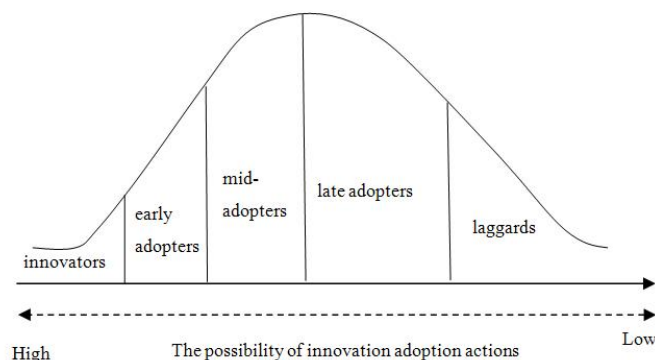 mid-
adopters
late adopters
early
adopters
laggards
innovators
High
The possibility of innovation adoption actions
Low